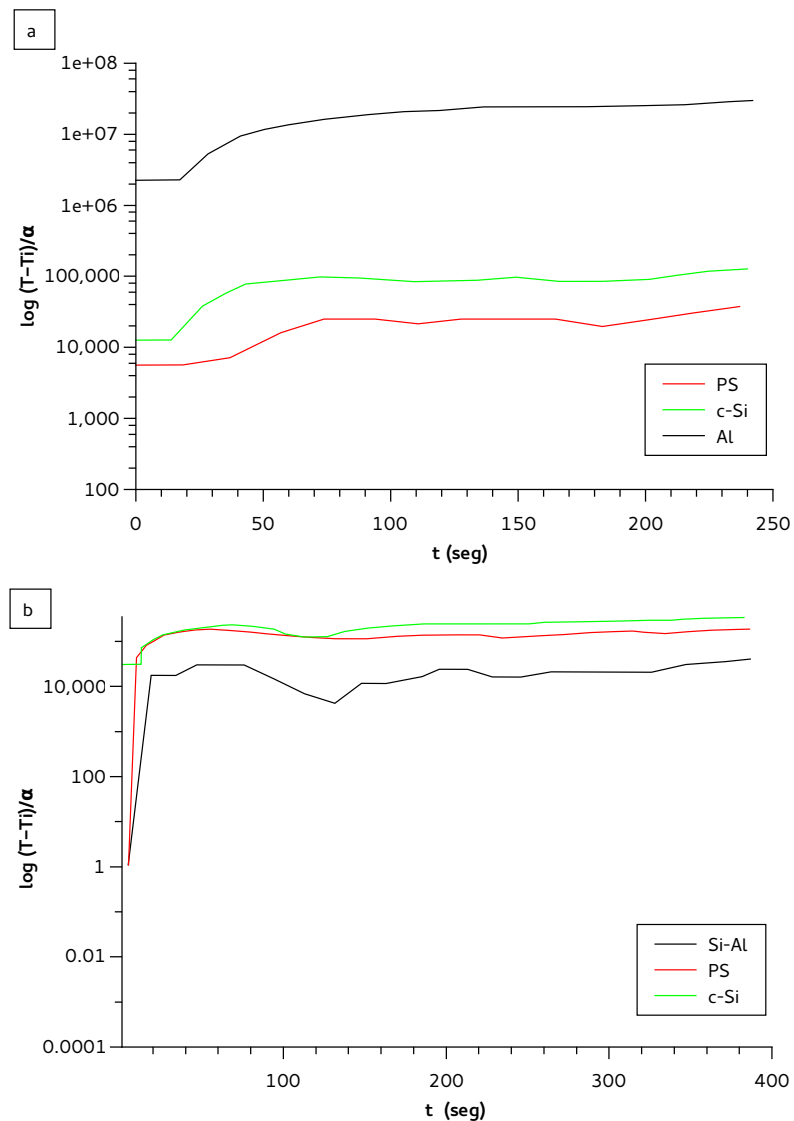 a
1e+08
1e+07
1e+06
100,000
10,000
1,000
100
log (T−Ti)/α
0 50 100 150 200 250
t (seg)
PS
c-Si
Al
b
10,000
100
1
0.01
0.0001
log (T−Ti)/α
100 200 300 400
t (seg)
Si-Al
PS
c-Si